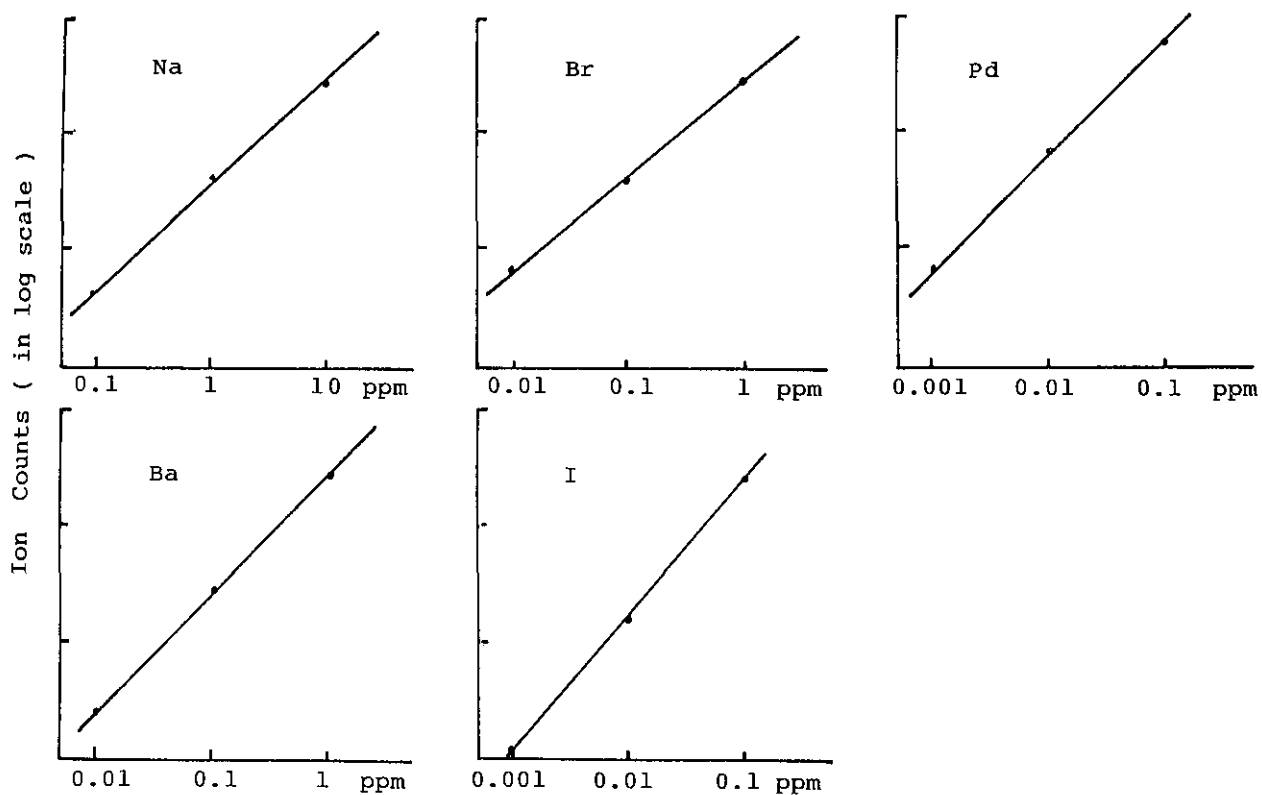 Ion Counts ( in log scale )
Na
0.1 1 10 ppm
Br
0.01 0.1 1 ppm
Pd
0.001 0.01 0.1 ppm
Ba
0.01 0.1 1 ppm
I
0.001 0.01 0.1 ppm